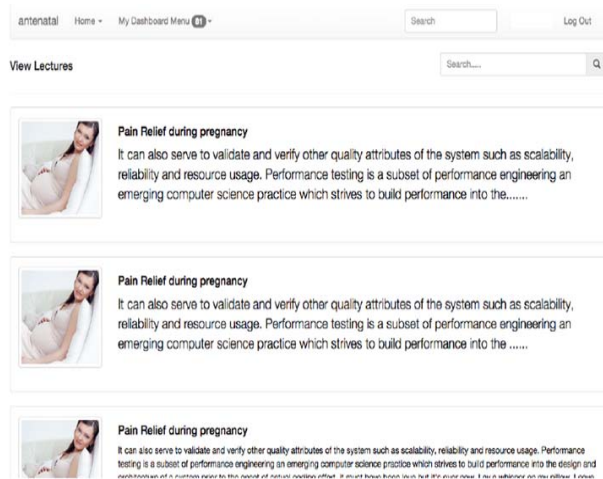 antenatal Home My Dashboard Menu 01 Search Log Out
View Lectures Search.....
Pain Relief during pregnancy
It can also serve to validate and verify other quality attributes of the system such as scalability,
reliability and resource usage. Performance testing is a subset of performance engineering an
emerging computer science practice which strives to build performance into the.......
Pain Relief during pregnancy
It can also serve to validate and verify other quality attributes of the system such as scalability,
reliability and resource usage. Performance testing is a subset of performance engineering an
emerging computer science practice which strives to build performance into the ......
Pain Relief during pregnancy
It can also serve to validate and verify other quality attributes of the system such as scalability, reliability and resource usage. Performance
testing is a subset of performance engineering an emerging computer science practice which strives to build performance into the design and